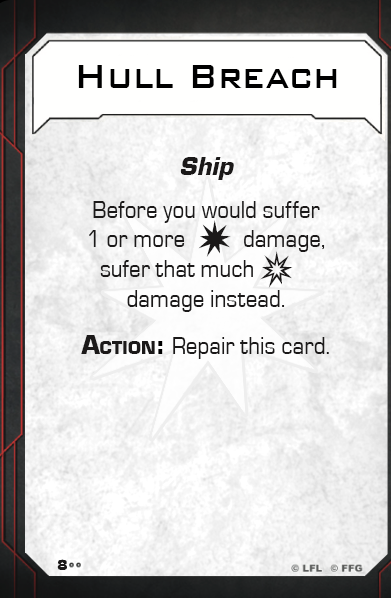 HULL BREACH
Ship
Before you would suffer
1 or more damage,
sufer that much
damage instead.
ACTION: Repair this card.
8
© LFL © FFG